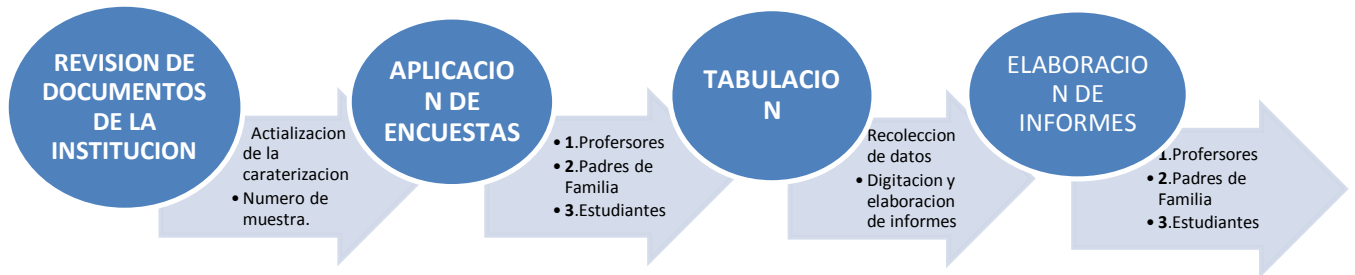 REVISION DE
DOCUMENTOS
DE LA
INSTITUCION
Actializacion
de la
caraterizacion
• Numero de
muestra.
APLICACIO
N DE
ENCUESTAS
• 1.Profersores
• 2.Padres de
Familia
• 3.Estudiantes
TABULACIO
N
Recoleccion
de datos
• Digitacion y
elaboracion
de informes
ELABORACIO
N DE
INFORMES
1.Profersores
• 2.Padres de
Familia
• 3.Estudiantes